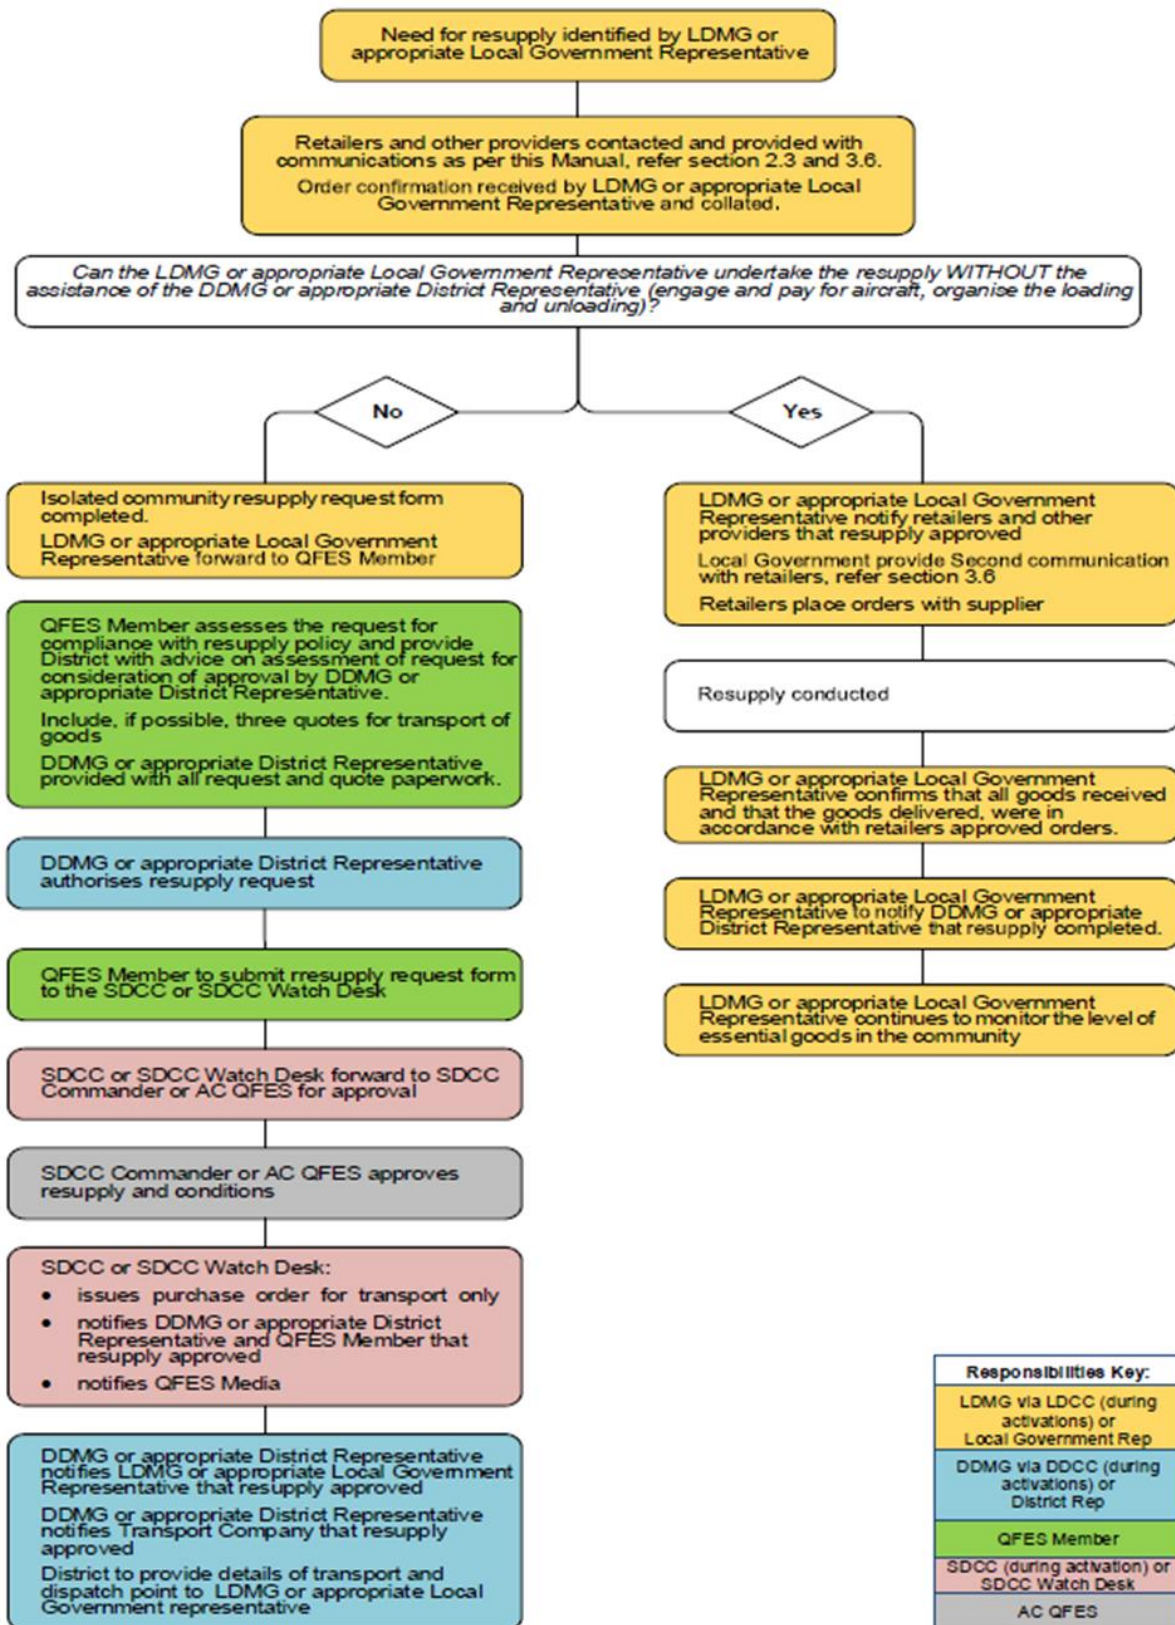 Need for resupply identified by LDMG or
appropriate Local Government Representative
Retailers and other providers contacted and provided with
communications as per this Manual, refer section 2.3 and 3.6.
Order confirmation received by LDMG or appropriate Local
Government Representative and collated.
Can the LDMG or appropriate Local Government Representative undertake the resupply WITHOUT the
assistance of the DDMG or appropriate District Representative (engage and pay for aircraft, organise the loading
and unloading)?
No
Yes
Isolated community resupply request form
completed.
LDMG or appropriate Local Government
Representative forward to QFES Member
QFES Member assesses the request for
compliance with resupply policy and provide
District with advice on assessment of request for
consideration of approval by DDMG or
appropriate District Representative.
Include, if possible, three quotes for transport of
goods
DDMG or appropriate District Representative
provided with all request and quote paperwork.
DDMG or appropriate District Representative
authorises resupply request
QFES Member to submit rresupply request form
to the SDCC or SDCC Watch Desk
SDCC or SDCC Watch Desk forward to SDCC
Commander or AC QFES for approval
SDCC Commander or AC QFES approves
resupply and conditions
SDCC or SDCC Watch Desk:
• issues purchase order for transport only
• notifies DDMG or appropriate District
Representative and QFES Member that
resupply approved
• notifies QFES Media
DDMG or appropriate District Representative
notifies LDMG or appropriate Local Government
Representative that resupply approved
DDMG or appropriate District Representative
notifies Transport Company that resupply
approved
District to provide details of transport and
dispatch point to LDMG or appropriate Local
Government representative
LDMG or appropriate Local Government
Representative notify retailers and other
providers that resupply approved
Local Government provide Second communication
with retailers, refer section 3.6
Retailers place orders with supplier
Resupply conducted
LDMG or appropriate Local Government
Representative confirms that all goods received
and that the goods delivered, were in
accordance with retailers approved orders.
LDMG or appropriate Local Government
Representative to notify DDMG or appropriate
District Representative that resupply completed.
LDMG or appropriate Local Government
Representative continues to monitor the level of
essential goods in the community
Responsibilities Key:
LDMG via LDCC (during
activations) or
Local Government Rep
DDMG via DDCC (during
activations) or
District Rep
QFES Member
SDCC (during activation) or
SDCC Watch Desk
AC QFES